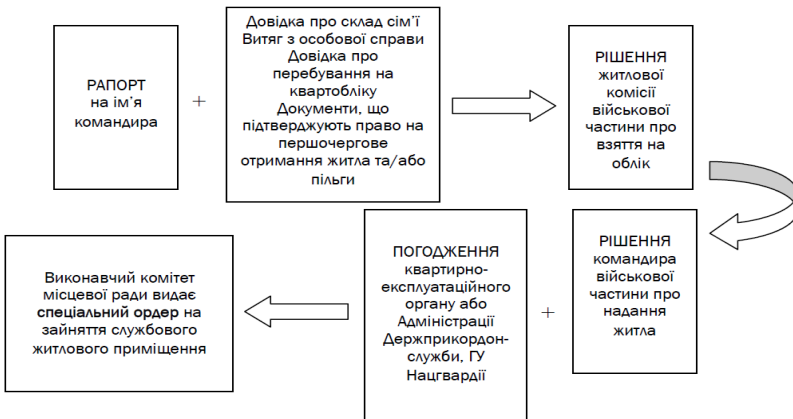 РАПОРТ
на ім’я
командира
+
Довідка про склад сім’ї
Витяг з особової справи
Довідка про
перебування на
квартобліку
Документи, що
підтверджують право на
першочергове
отримання житла та/або
пільги
РІШЕННЯ
житлової
комісії
військової
частини про
взяття на
облік
РІШЕННЯ
командира
військової
частини про
надання
житла
+
ПОГОДЖЕННЯ
квартирно-
експлуатаційного
органу або
Адміністрації
Держприкордон-
служби, ГУ
Нацгвардії
Виконавчий комітет
місцевої ради видає
спеціальний ордер на
зайняття службового
житлового приміщення